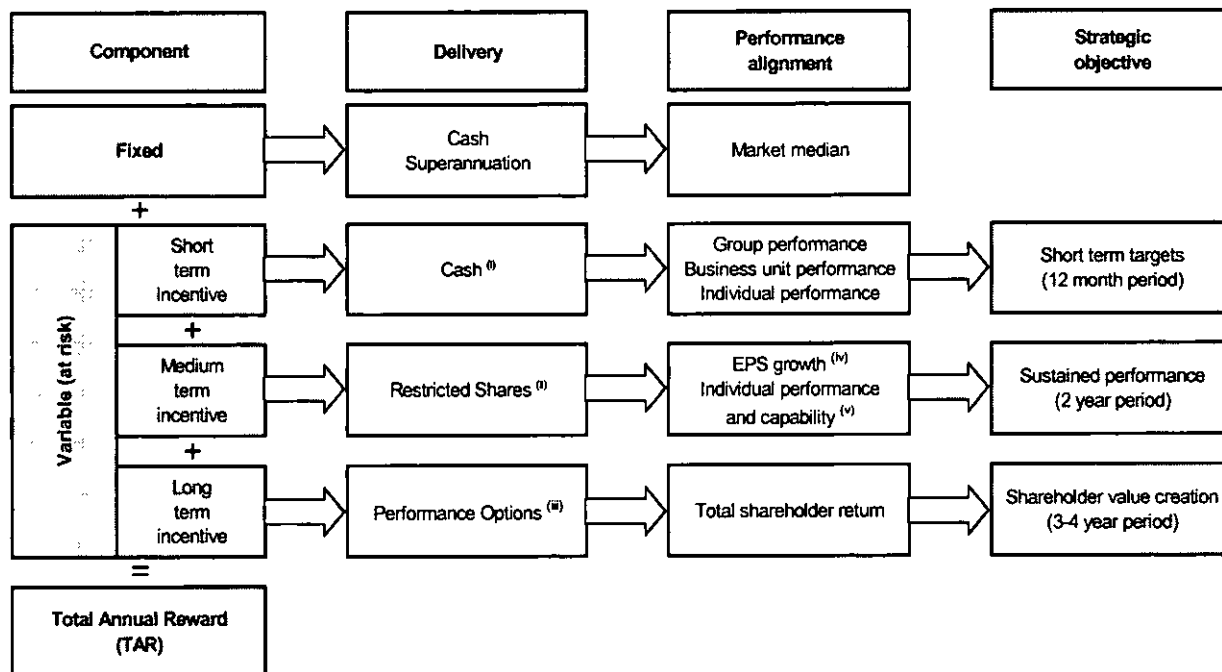 Component
Delivery
Performance
alignment
Strategic
objective
Fixed
Cash
Superannuation
Market median
+
Variable (at risk)
Short
term
Incentive
Cash (i)
Group performance
Business unit performance
Individual performance
Short term targets
(12 month period)
+
Medium
term
incentive
Restricted Shares (i)
EPS growth (iv)
Individual performance
and capability (v)
Sustained performance
(2 year period)
+
Long
term
incentive
Performance Options (iii)
Total shareholder return
Shareholder value creation
(3-4 year period)
=
Total Annual Reward
(TAR)